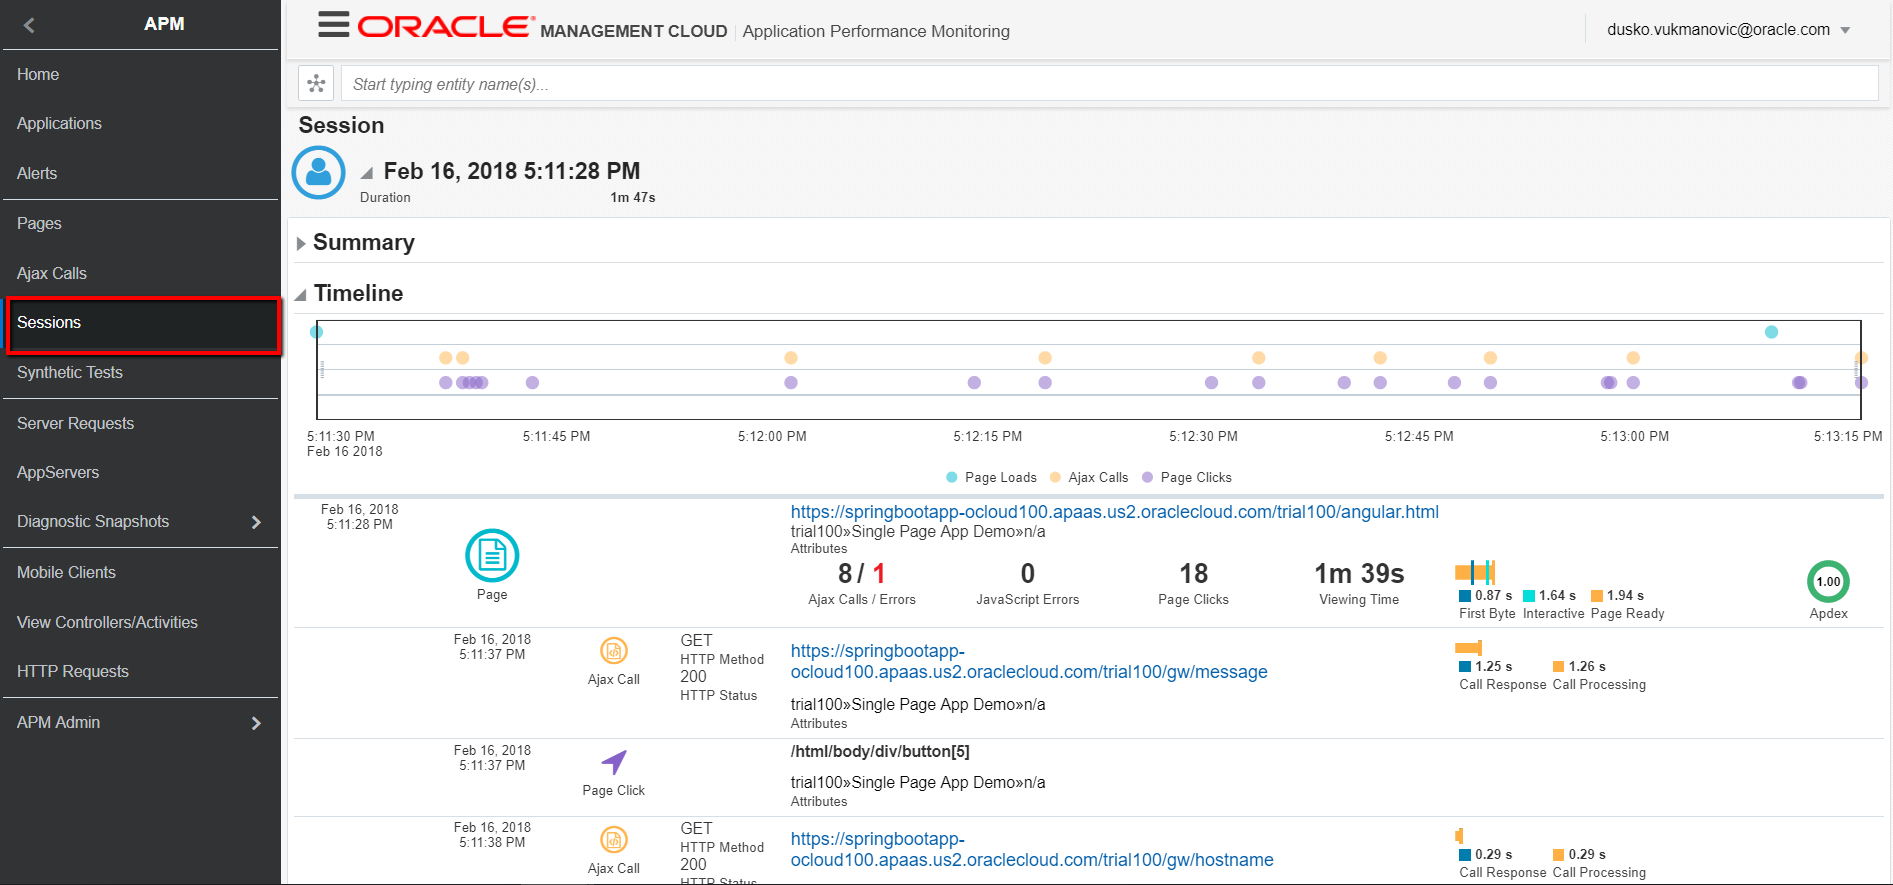 APM
Home
Applications
Alerts
Pages
Ajax Calls
Sessions
Synthetic Tests
Server Requests
AppServers
Diagnostic Snapshots
Mobile Clients
View Controllers/Activities
HTTP Requests
APM Admin
ORACLE MANAGEMENT CLOUD Application Performance Monitoring
dusko.vukmanovic@oracle.com
Start typing entity name(s)...
Session
Feb 16, 2018 5:11:28 PM
Duration 1m 47s
Summary
Timeline
5:11:30 PM 5:11:45 PM 5:12:00 PM 5:12:15 PM 5:12:30 PM 5:12:45 PM 5:13:00 PM 5:13:15 PM
Feb 16 2018
Page Loads Ajax Calls Page Clicks
Feb 16, 2018
5:11:28 PM
Page
https://springbootapp-ocloud100.apaas.us2.oraclecloud.com/trial100/angular.html
trial100»Single Page App Demo»n/a
Attributes
8 / 1 0 18 1m 39s
Ajax Calls / Errors JavaScript Errors Page Clicks Viewing Time
0.87 s 1.64 s 1.94 s
First Byte Interactive Page Ready
1.00
Apdex
Feb 16, 2018
5:11:37 PM
Ajax Call
GET
HTTP Method
200
HTTP Status
https://springbootapp-
ocloud100.apaas.us2.oraclecloud.com/trial100/gw/message
trial100»Single Page App Demo»n/a
Attributes
1.25 s 1.26 s
Call Response Call Processing
Feb 16, 2018
5:11:37 PM
Page Click
/html/body/div/button[5]
trial100»Single Page App Demo»n/a
Attributes
Feb 16, 2018
5:11:38 PM
Ajax Call
GET
HTTP Method
200
HTTP Status
https://springbootapp-
ocloud100.apaas.us2.oraclecloud.com/trial100/gw/hostname
0.29 s 0.29 s
Call Response Call Processing